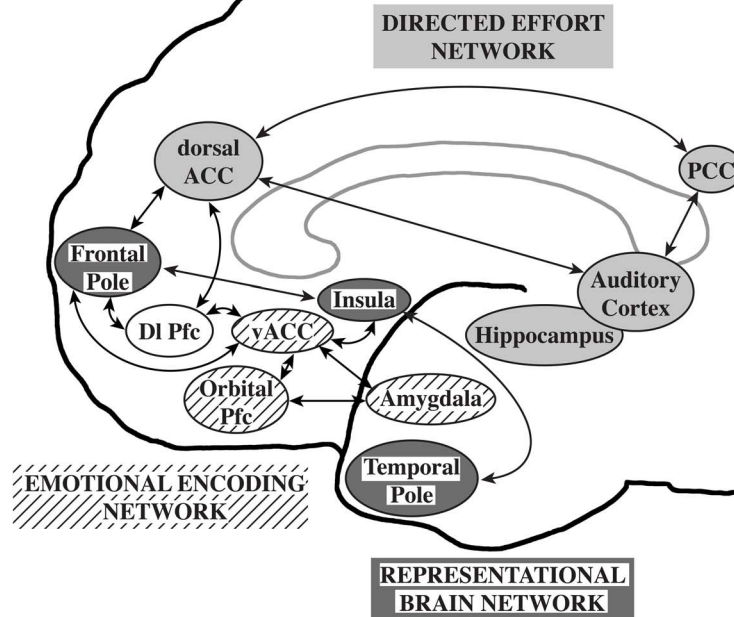 DIRECTED EFFORT
NETWORK
dorsal
ACC
PCC
Frontal
Pole
Insula
Auditory
Cortex
Dl Pfc
vACC
Hippocampus
Orbital
Pfc
Amygdala
Temporal
Pole
EMOTIONAL ENCODING
NETWORK
REPRESENTATIONAL
BRAIN NETWORK